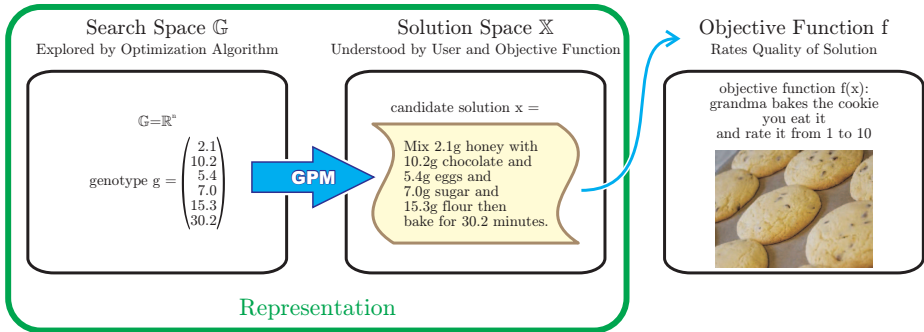 Search Space 𝔾
Explored by Optimization Algorithm
𝔾=ℝⁿ
genotype g =
2.1
10.2
5.4
7.0
15.3
30.2
GPM
Solution Space 𝕏
Understood by User and Objective Function
candidate solution x =
Mix 2.1g honey with
10.2g chocolate and
5.4g eggs and
7.0g sugar and
15.3g flour then
bake for 30.2 minutes.
Representation
Objective Function f
Rates Quality of Solution
objective function f(x):
grandma bakes the cookie
you eat it
and rate it from 1 to 10